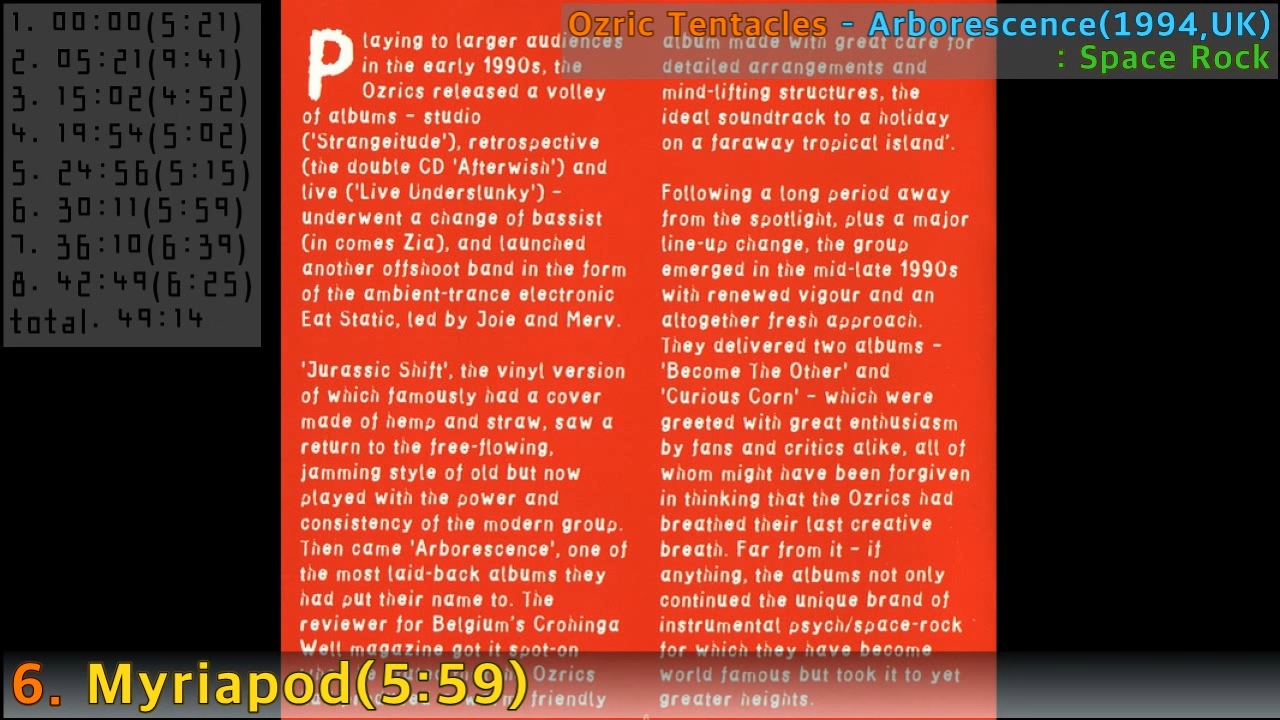 1. 00:00(5:21)
2. 05:21(9:41)
3. 15:02(4:52)
4. 19:54(5:02)
5. 24:56(5:15)
6. 30:11(5:59)
7. 36:10(6:39)
8. 42:49(6:25)
total. 49:14
Ozric Tentacles - Arborescence(1994,UK)
: Space Rock
Playing to larger audiences
in the early 1990s, the
Ozrics released a volley
of albums – studio
('Strangeitude'), retrospective
(the double CD 'Afterwish') and
live ('Live Underslunky') –
underwent a change of bassist
(in comes Zia), and launched
another offshoot band in the form
of the ambient-trance electronic
Eat Static, led by Joie and Merv.
'Jurassic Shift', the vinyl version
of which famously had a cover
made of hemp and straw, saw a
return to the free-flowing,
jamming style of old but now
played with the power and
consistency of the modern group.
Then came 'Arborescence', one of
the most laid-back albums they
had put their name to. The
reviewer for Belgium's Crohinga
Well magazine got it spot-on
Ozrics
friendly
album made with great care for
detailed arrangements and
mind-lifting structures, the
ideal soundtrack to a holiday
on a faraway tropical island'.
Following a long period away
from the spotlight, plus a major
line-up change, the group
emerged in the mid-late 1990s
with renewed vigour and an
altogether fresh approach.
They delivered two albums –
'Become The Other' and
'Curious Corn' – which were
greeted with great enthusiasm
by fans and critics alike, all of
whom might have been forgiven
in thinking that the Ozrics had
breathed their last creative
breath. Far from it – if
anything, the albums not only
continued the unique brand of
instrumental psych/space-rock
for which they have become
world famous but took it to yet
greater heights.
6
6. Myriapod(5:59)